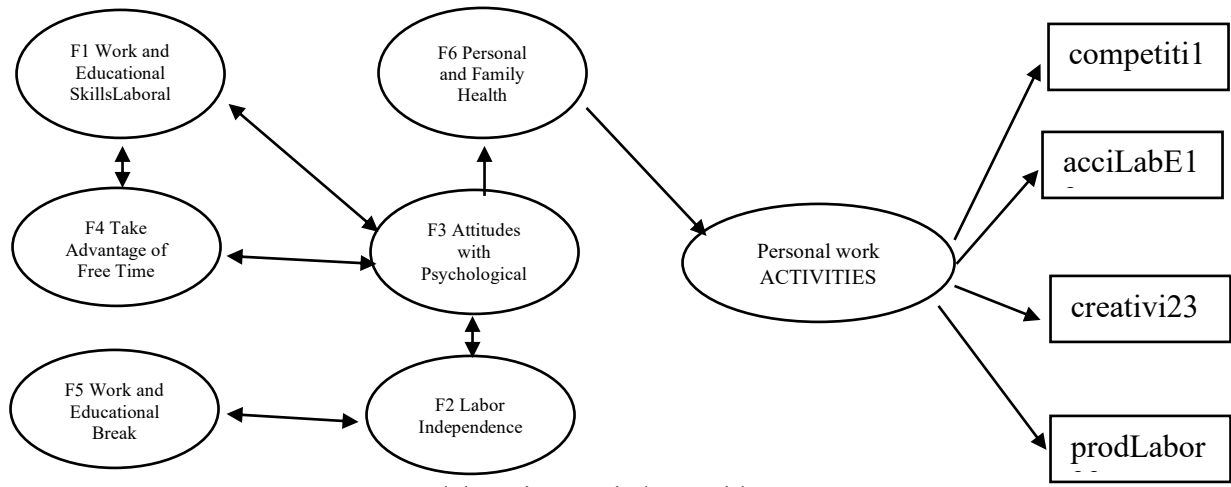 F1 Work and
Educational
SkillsLaboral
F6 Personal
and Family
Health
competiti1
acciLabE1
F4 Take
Advantage of
Free Time
F3 Attitudes
with
Psychological
Personal work
ACTIVITIES
creativi23
F5 Work and
Educational
Break
F2 Labor
Independence
prodLabor